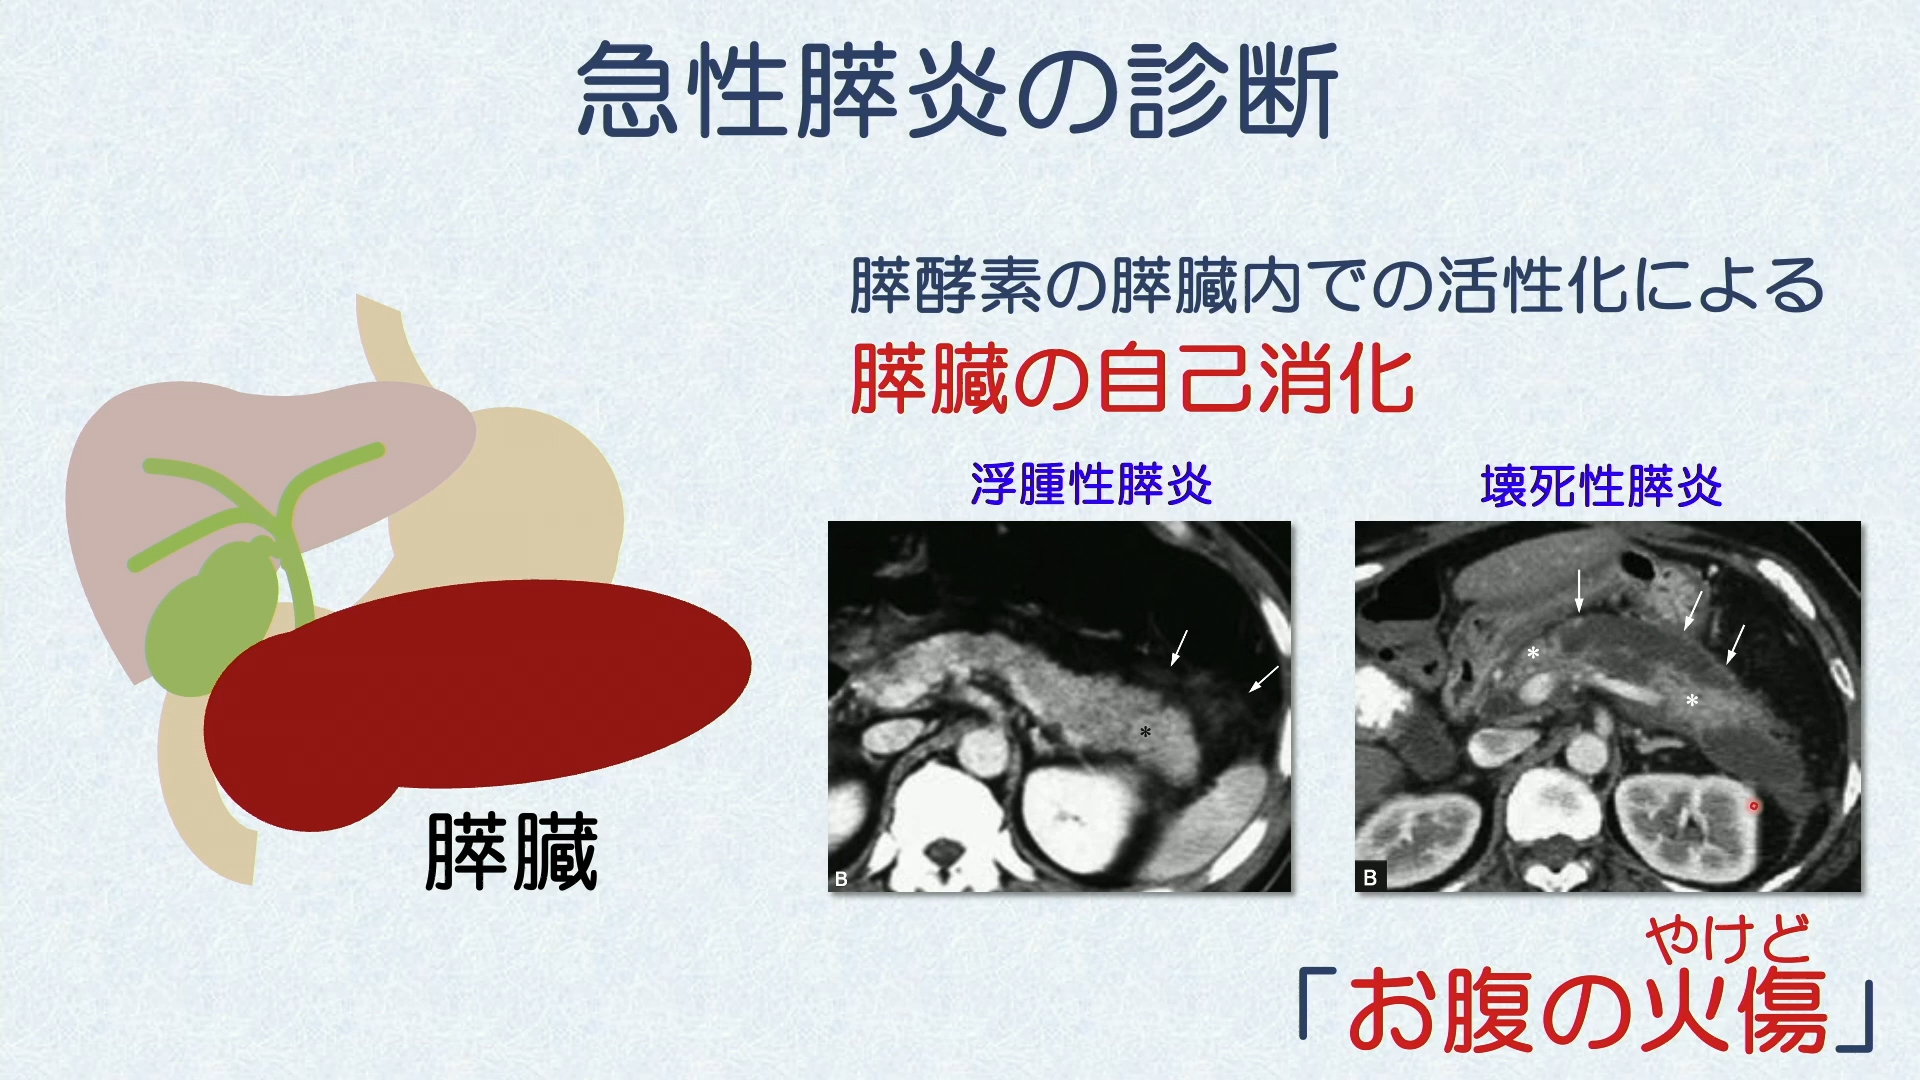 急性膵炎の診断
膵酵素の膵臓内での活性化による
膵臓の自己消化
浮腫性膵炎
壊死性膵炎
*
*
*
B
B
膵臓
やけど
「お腹の火傷」